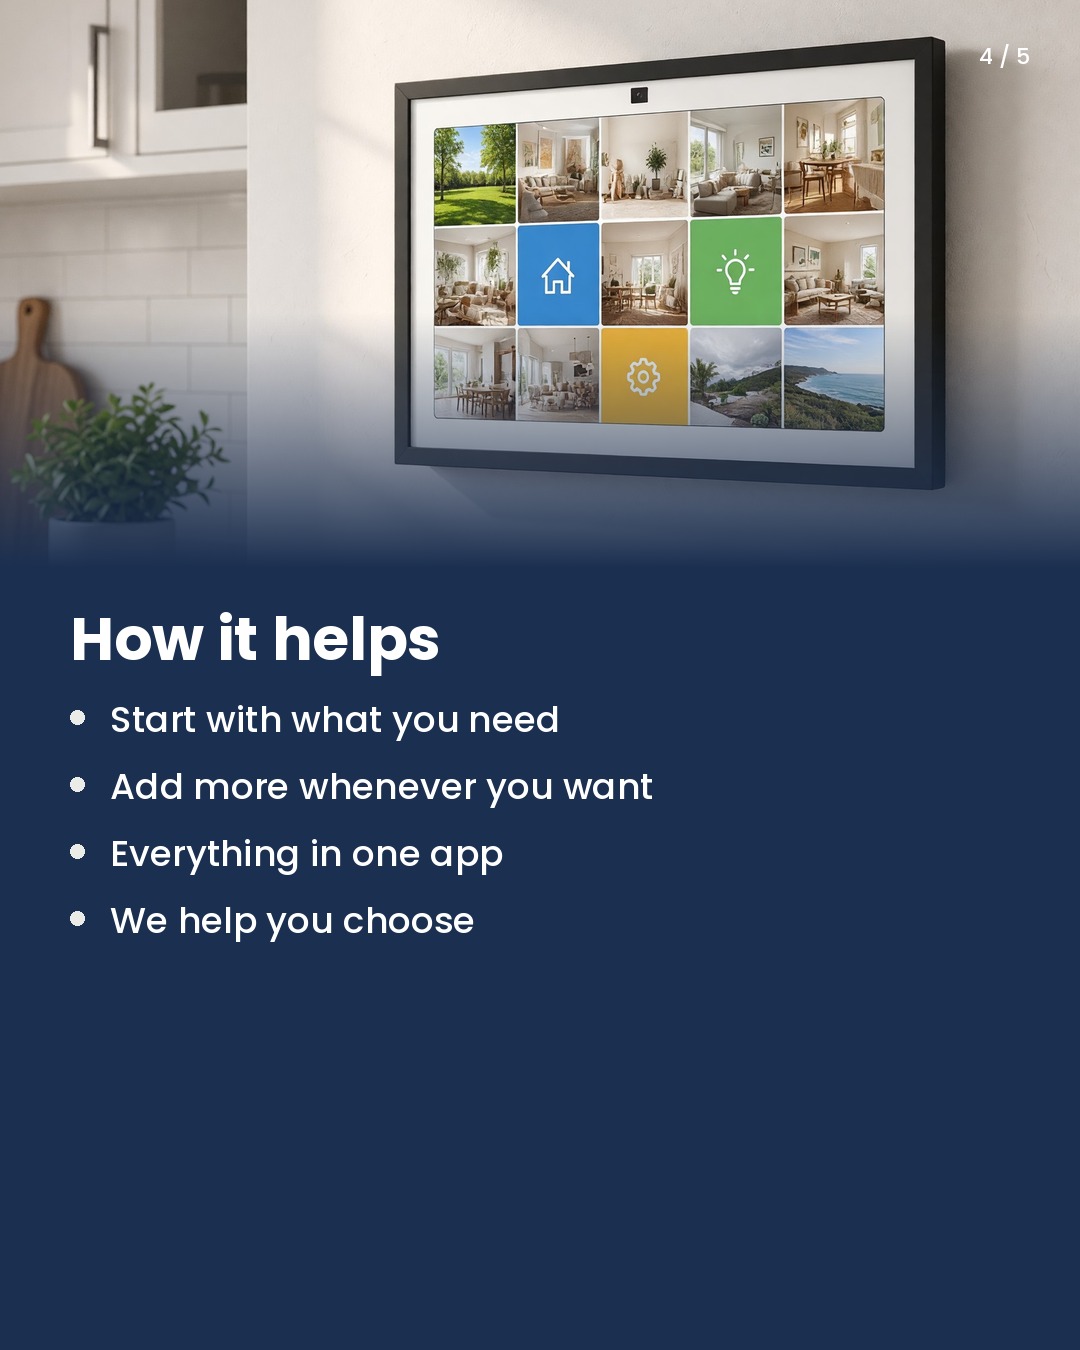 4 / 5
How it helps
Start with what you need
Add more whenever you want
Everything in one app
We help you choose